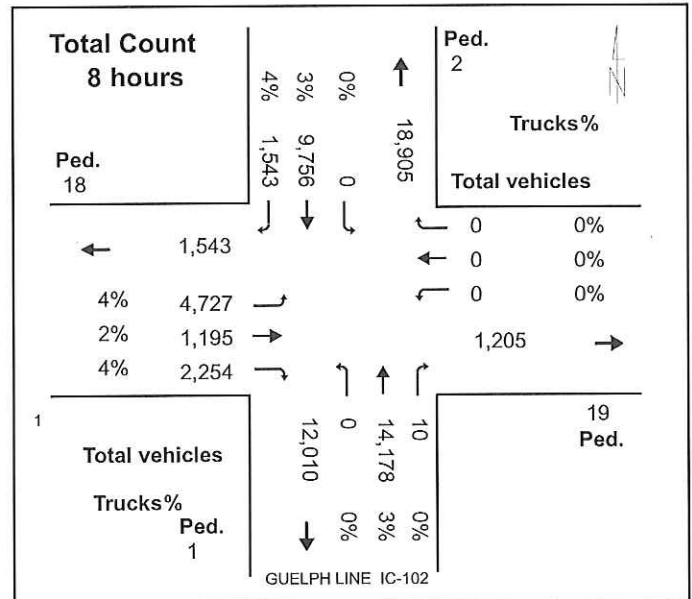 Total Count
8 hours
Ped.
18
4% 1,543
3% 9,756
0% 0
18,905
Ped.
2
N
Trucks%
Total vehicles
0 0%
0 0%
0 0%
1,205
1,543
4% 4,727
2% 1,195
4% 2,254
1
Total vehicles
Trucks%
Ped.
1
12,010
0 0%
14,178 3%
10 0%
19
Ped.
GUELPH LINE IC-102